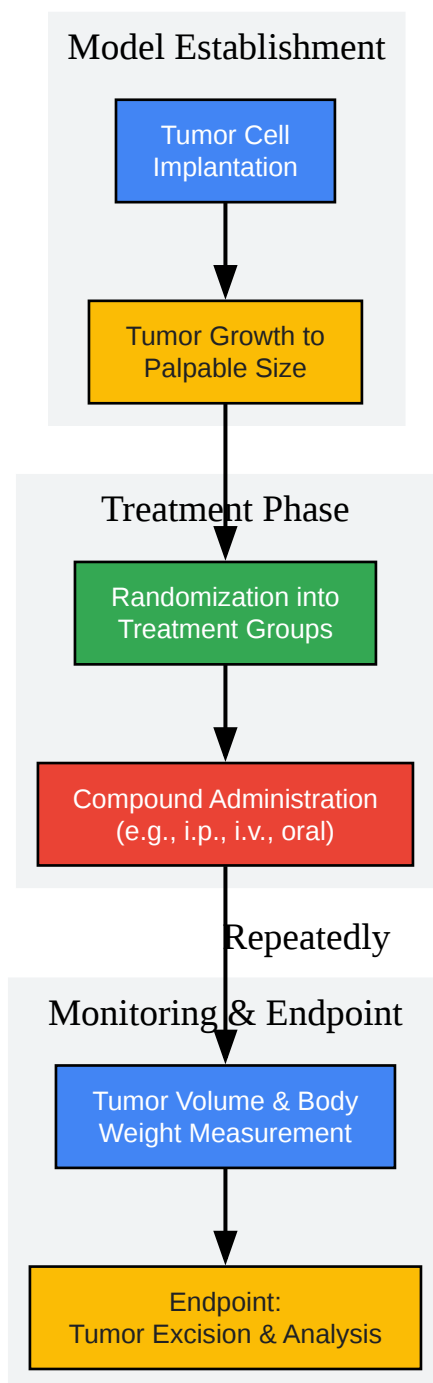 Model Establishment
Tumor Cell
Implantation
Tumor Growth to
Palpable Size
Treatment Phase
Randomization into
Treatment Groups
Compound Administration
(e.g., i.p., i.v., oral)
Repeatedly
Monitoring & Endpoint
Tumor Volume & Body
Weight Measurement
Endpoint:
Tumor Excision & Analysis